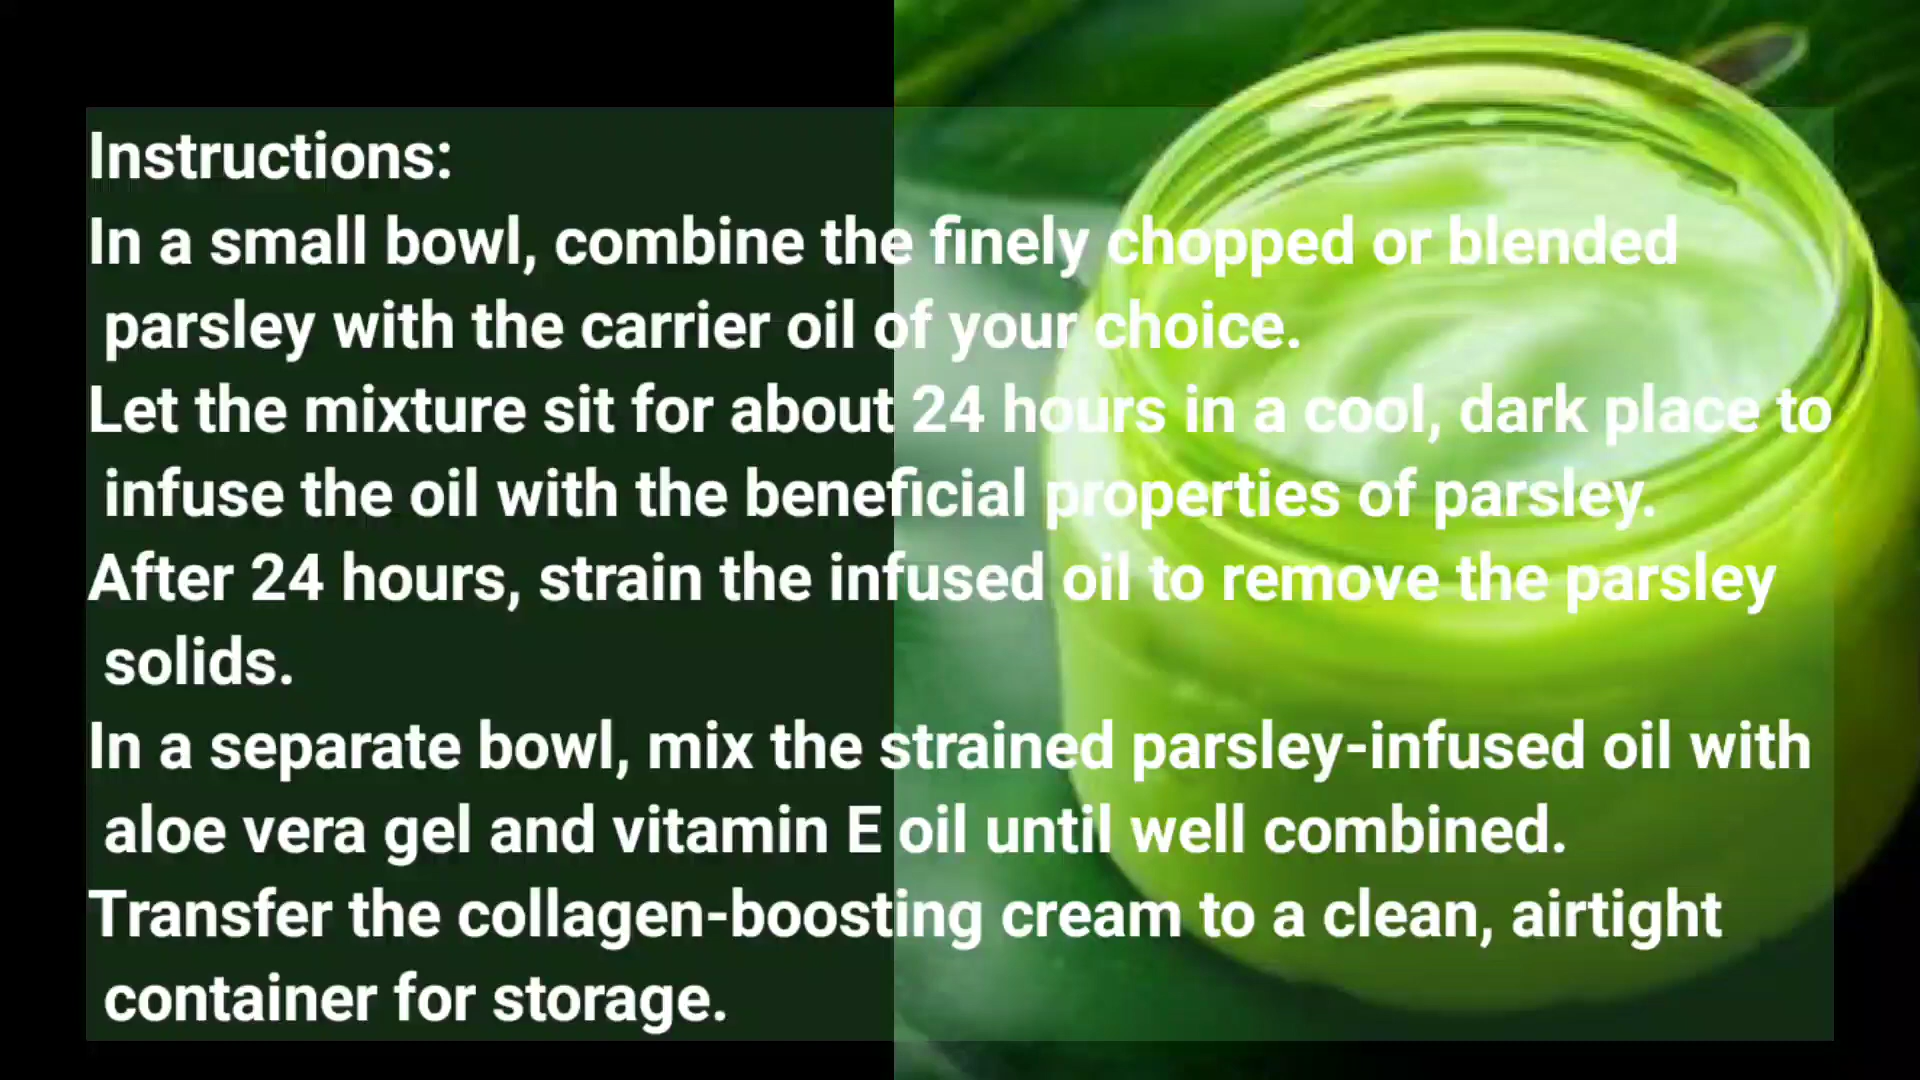 Instructions:
In a small bowl, combine the finely chopped or blended
parsley with the carrier oil of your choice.
Let the mixture sit for about 24 hours in a cool, dark place to
infuse the oil with the beneficial properties of parsley.
After 24 hours, strain the infused oil to remove the parsley
solids.
In a separate bowl, mix the strained parsley-infused oil with
aloe vera gel and vitamin E oil until well combined.
Transfer the collagen-boosting cream to a clean, airtight
container for storage.